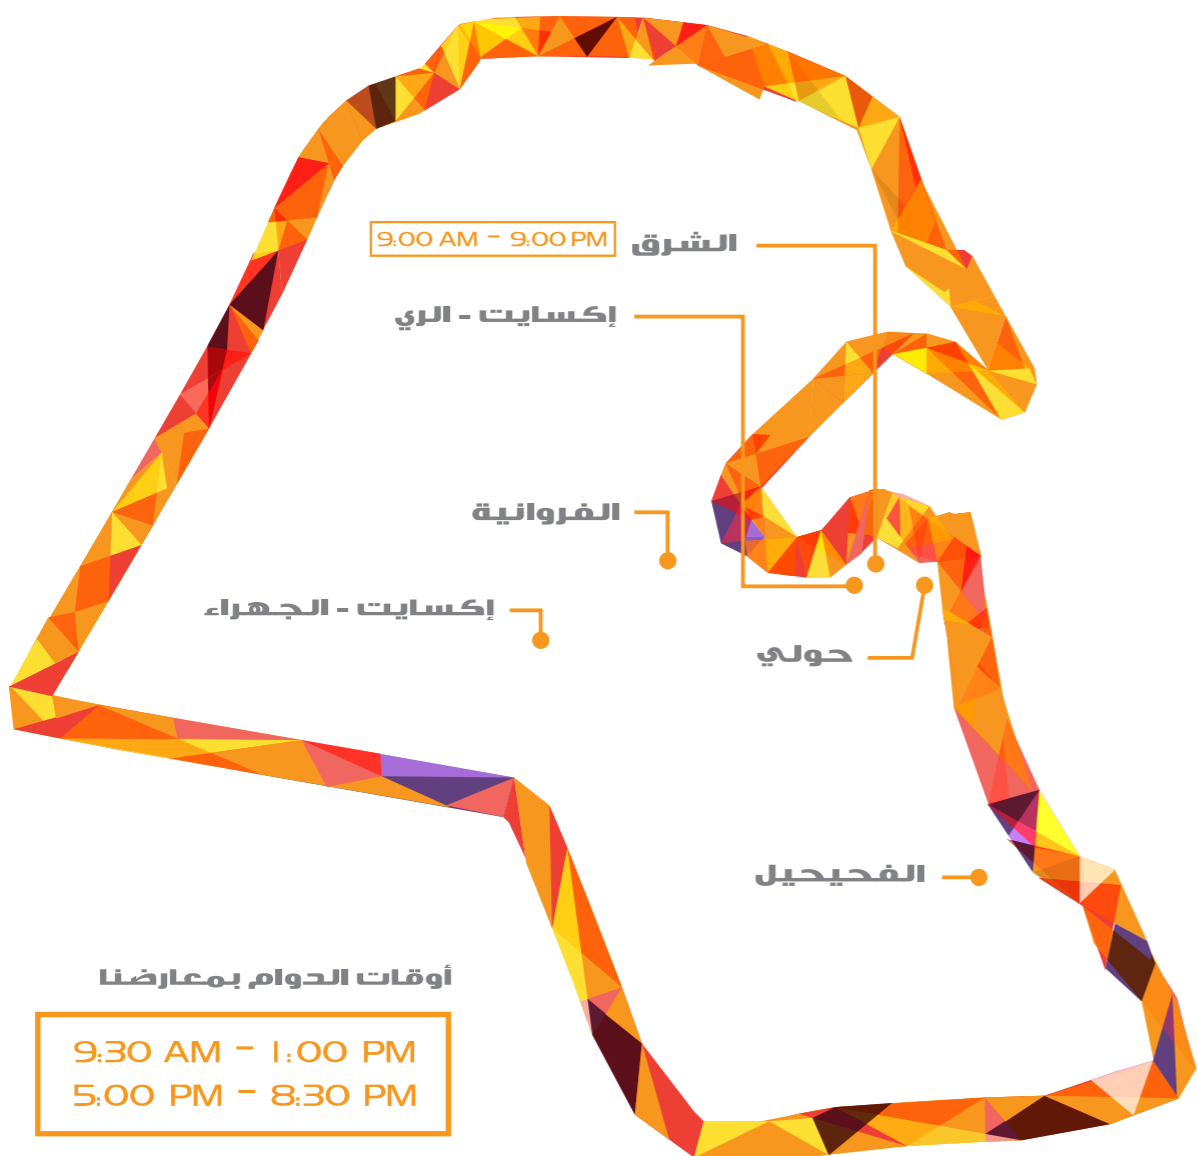 الشرق 9:00 AM - 9:00 PM
إكسايت - الري
الفروانية
إكسايت - الجهراء
حولي
الفحيحيل
أوقات الدوام بمعارضنا
9:30 AM - 1:00 PM
5:00 PM - 8:30 PM